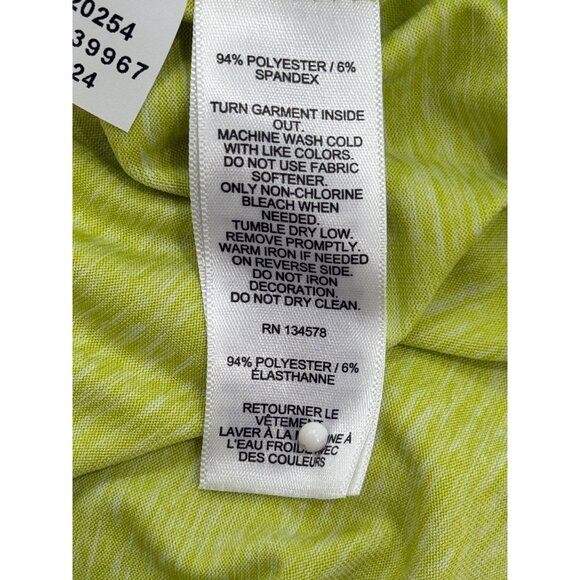 20254
39967
24
94% POLYESTER / 6%
SPANDEX
TURN GARMENT INSIDE
OUT.
MACHINE WASH COLD
WITH LIKE COLORS.
DO NOT USE FABRIC
SOFTENER.
ONLY NON-CHLORINE
BLEACH WHEN
NEEDED.
TUMBLE DRY LOW.
REMOVE PROMPTLY.
WARM IRON IF NEEDED
ON REVERSE SIDE.
DO NOT IRON
DECORATION.
DO NOT DRY CLEAN.
RN 134578
94% POLYESTER / 6%
ÉLASTHANNE
RETOURNER LE
LAVER À LA À
L'EAU FROIDE
DES COULEURS